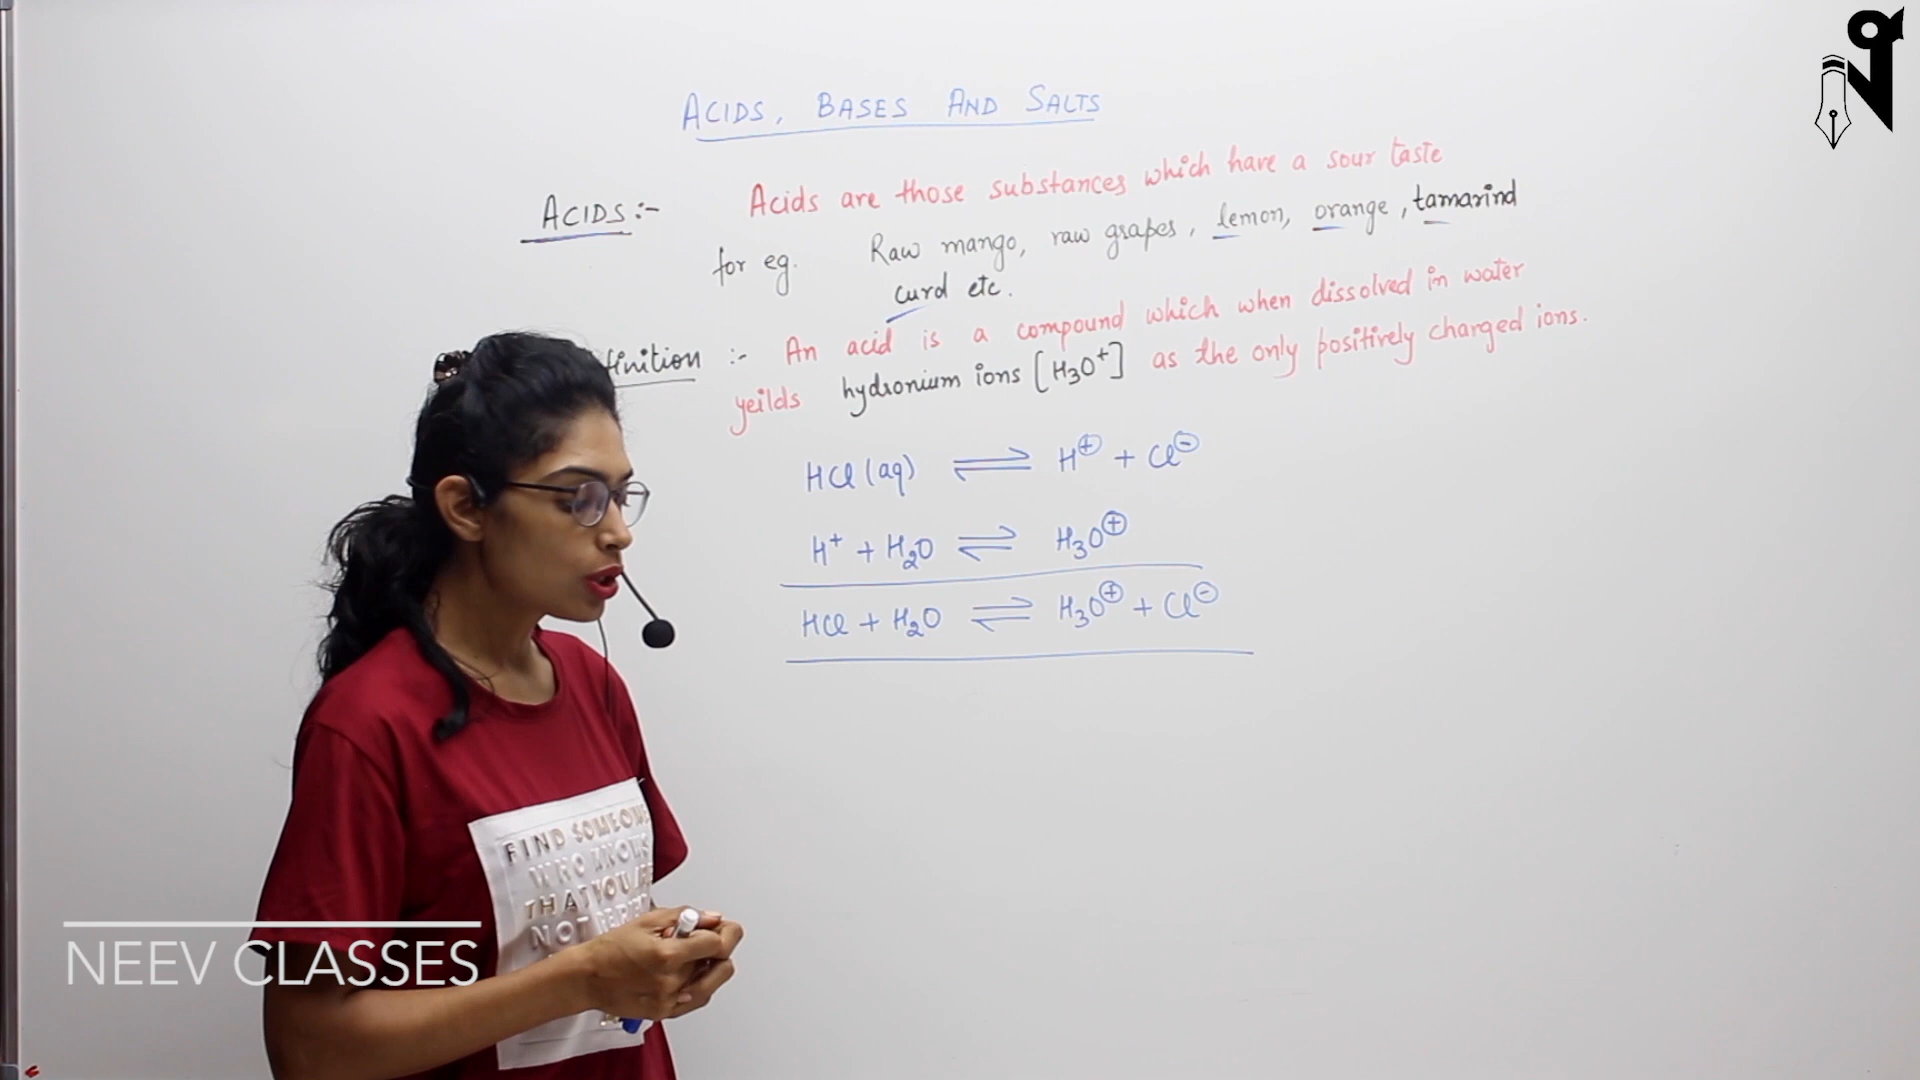 ACIDS, BASES AND SALTS
ACIDS :- Acids are those substances which have a sour taste
for eg. Raw mango, raw grapes, lemon, orange, tamarind
curd etc.
finition :- An acid is a compound which when dissolved in water
yeilds hydronium ions [H3O+] as the only positively charged ions.
HCl (aq) ⇌ H⊕ + Cl⊖
H+ + H2O ⇌ H3O⊕
HCl + H2O ⇌ H3O⊕ + Cl⊖
FIND SOMEONE
WHO KNOWS
THAT YOU
NOT
NEEV CLASSES